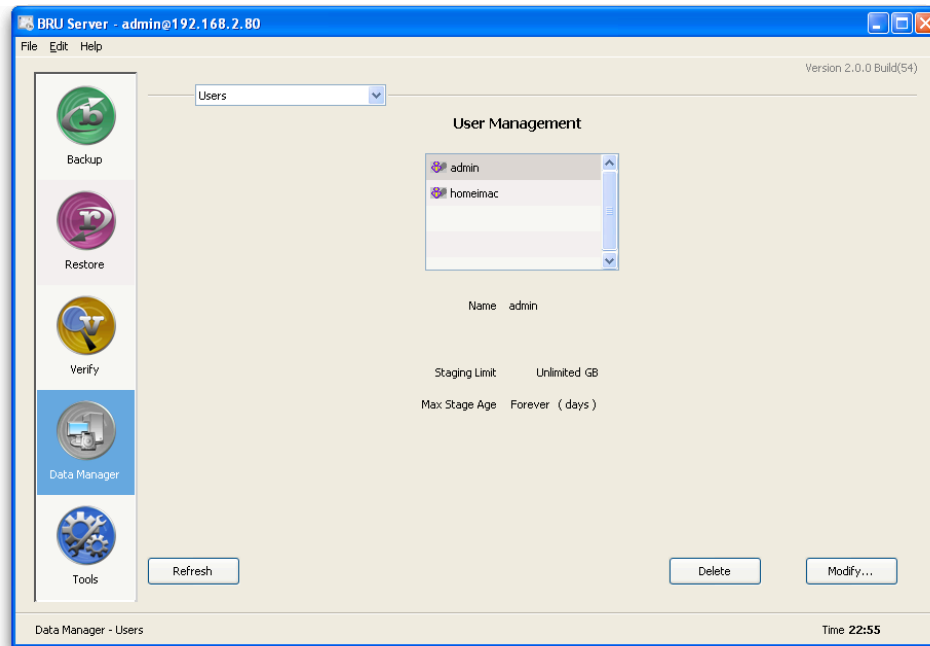 BRU Server - admin@192.168.2.80
File Edit Help
Version 2.0.0 Build(54)
Users
User Management
Backup
admin
homeimac
Restore
Name admin
Verify
Staging Limit Unlimited GB
Max Stage Age Forever ( days )
Data Manager
Refresh Delete Modify...
Tools
Data Manager - Users Time 22:55